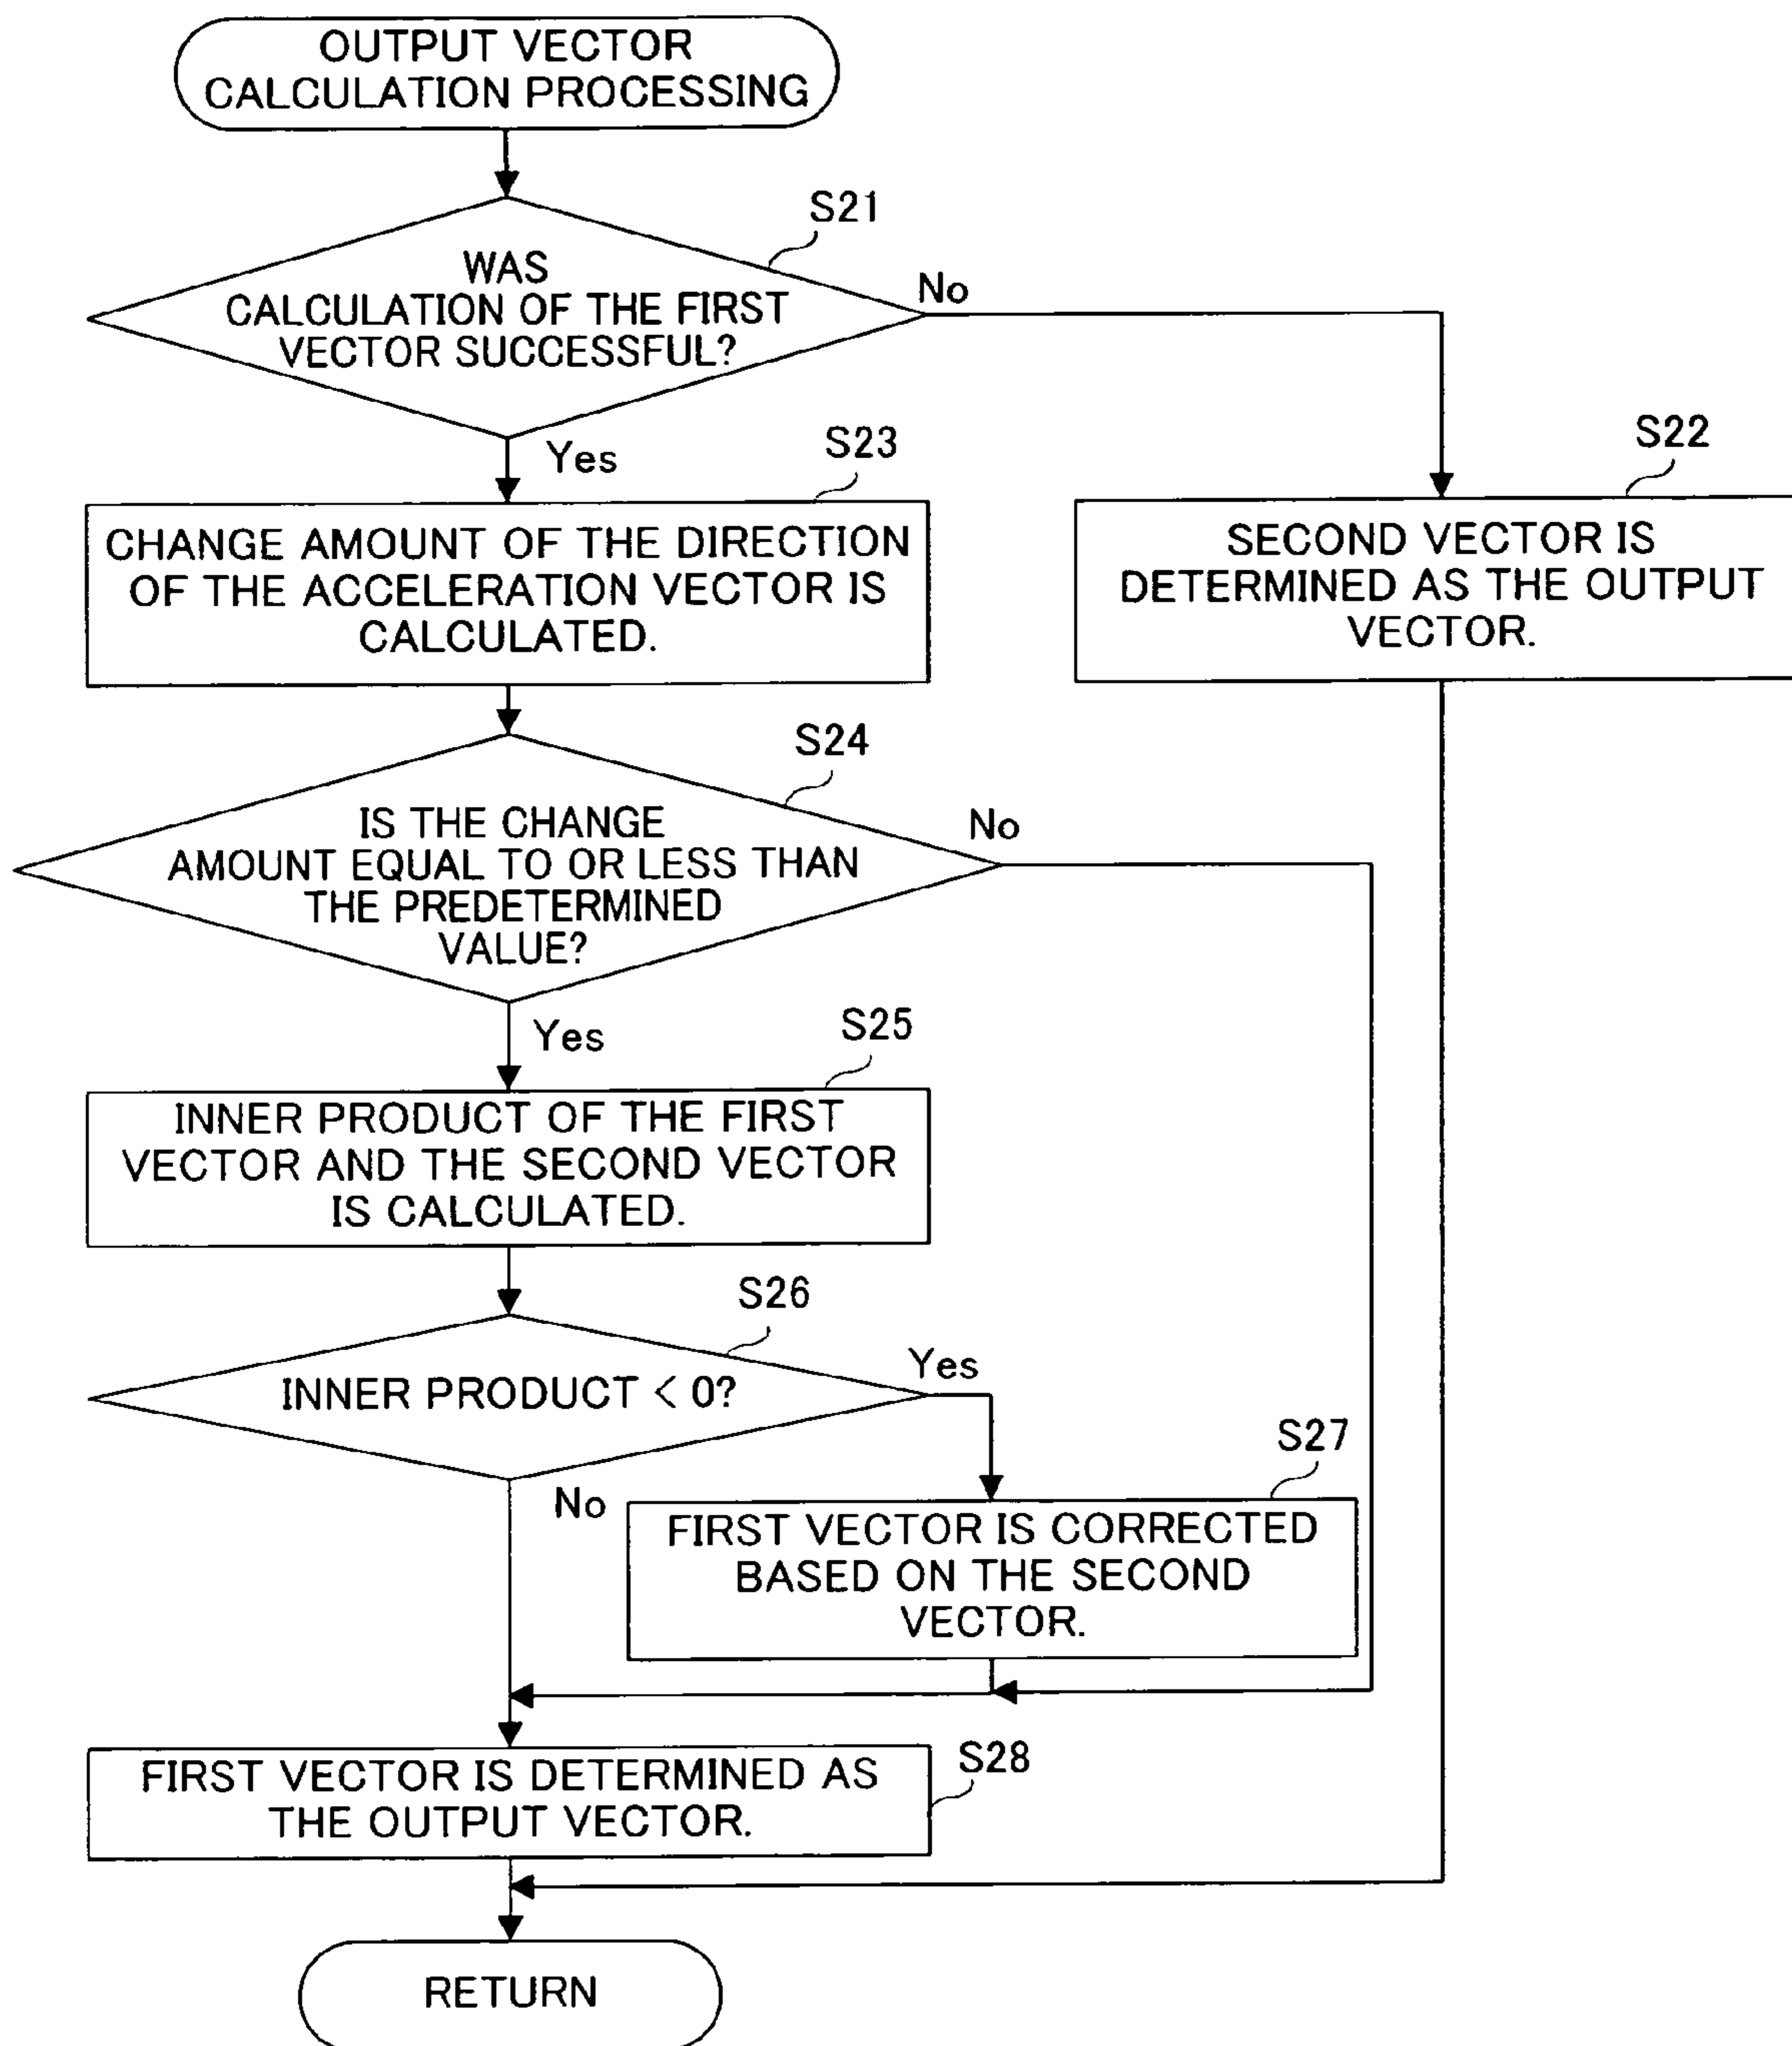 OUTPUT VECTOR
CALCULATION PROCESSING
S21
WAS
CALCULATION OF THE FIRST
VECTOR SUCCESSFUL?
No
Yes
S23
CHANGE AMOUNT OF THE DIRECTION
OF THE ACCELERATION VECTOR IS
CALCULATED.
S22
SECOND VECTOR IS
DETERMINED AS THE OUTPUT
VECTOR.
S24
IS THE CHANGE
AMOUNT EQUAL TO OR LESS THAN
THE PREDETERMINED
VALUE?
No
Yes
S25
INNER PRODUCT OF THE FIRST
VECTOR AND THE SECOND VECTOR
IS CALCULATED.
S26
INNER PRODUCT < 0?
Yes
No
S27
FIRST VECTOR IS CORRECTED
BASED ON THE SECOND
VECTOR.
FIRST VECTOR IS DETERMINED AS
THE OUTPUT VECTOR.
S28
RETURN